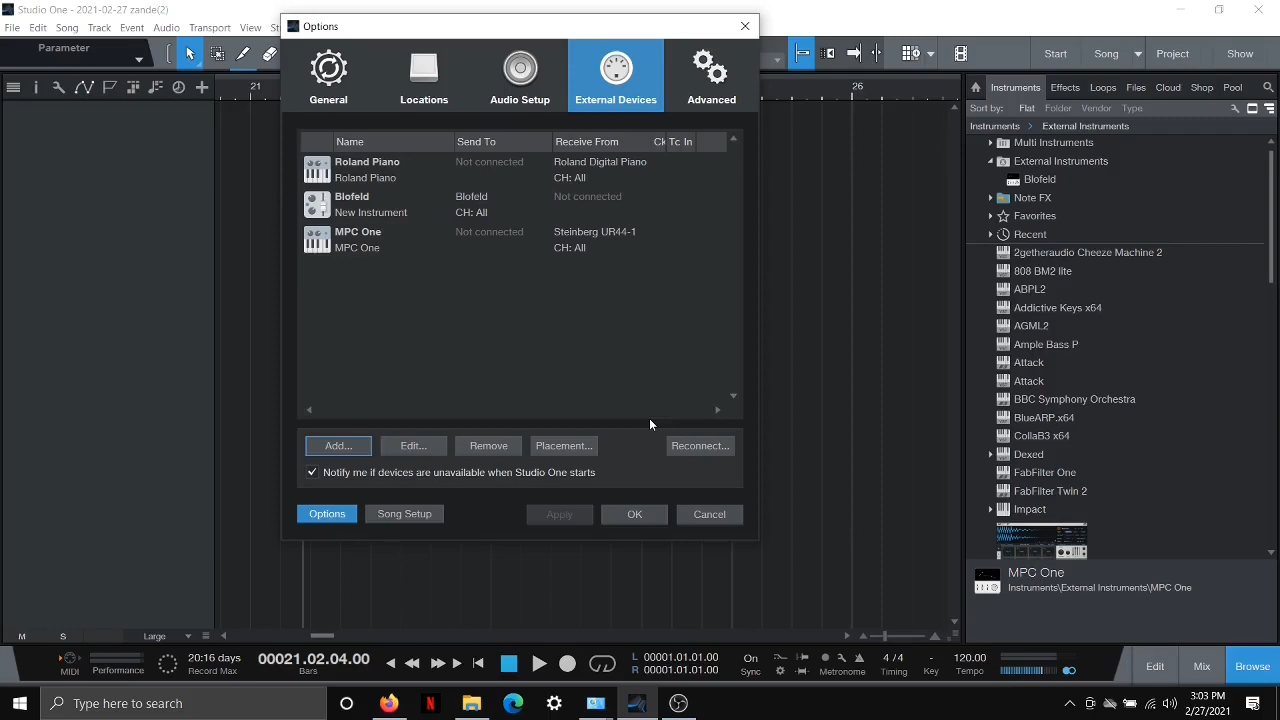 Studio One - 2021-02-27 zande(2)
File Edit Song Track Event Audio Transport View St
Parameter
Start Song Process Project Show
Options
General
Locations
Audio Setup
External Devices
Advanced
Name Send To Receive From Ck Tc In
Roland Piano Not connected Roland Digital Piano
Roland Piano CH: All
Blofeld Blofeld Not connected
New Instrument CH: All
MPC One Not connected Steinberg UR44-1
MPC One CH: All
Add... Edit... Remove Placement... Reconnect...
Notify me if devices are unavailable when Studio One starts
Options Song Setup Apply OK Cancel
21 26
Instruments Effects Loops Files Cloud Shop Pool
Sort by: Flat Folder Vendor Type
Instruments > External Instruments
Multi Instruments
External Instruments
Blofeld
Note FX
Favorites
Recent
2getheraudio Cheeze Machine 2
808 BM2 lite
ABPL2
Addictive Keys x64
AGML2
Ample Bass P
Attack
Attack
BBC Symphony Orchestra
BlueARP.x64
CollaB3 x64
Dexed
FabFilter One
FabFilter Twin 2
Impact
MPC One
Instruments\External Instruments\MPC One
M S Large
MIDI Performance
20:16 days
Record Max
00021.02.04.00
Bars
L 00001.01.01.00
R 00001.01.01.00
On
Sync
Metronome
4 / 4
Timing
-
Key
120.00
Tempo
Edit Mix Browse
Type here to search
3:03 PM
2/27/2021